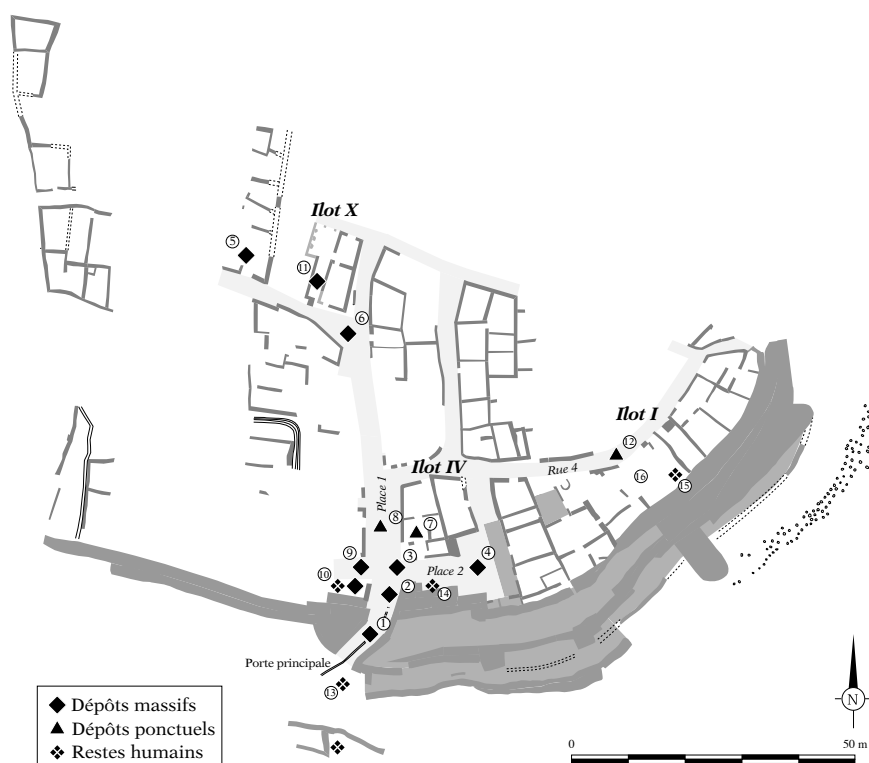 Ilot X
5
11
6
Ilot I
12
Ilot IV
Rue 4
16
15
Place 1
8
7
9
3
4
10
Place 2
2
14
1
Porte principale
13
N
Dépôts massifs
Dépôts ponctuels
Restes humains
0
50 m